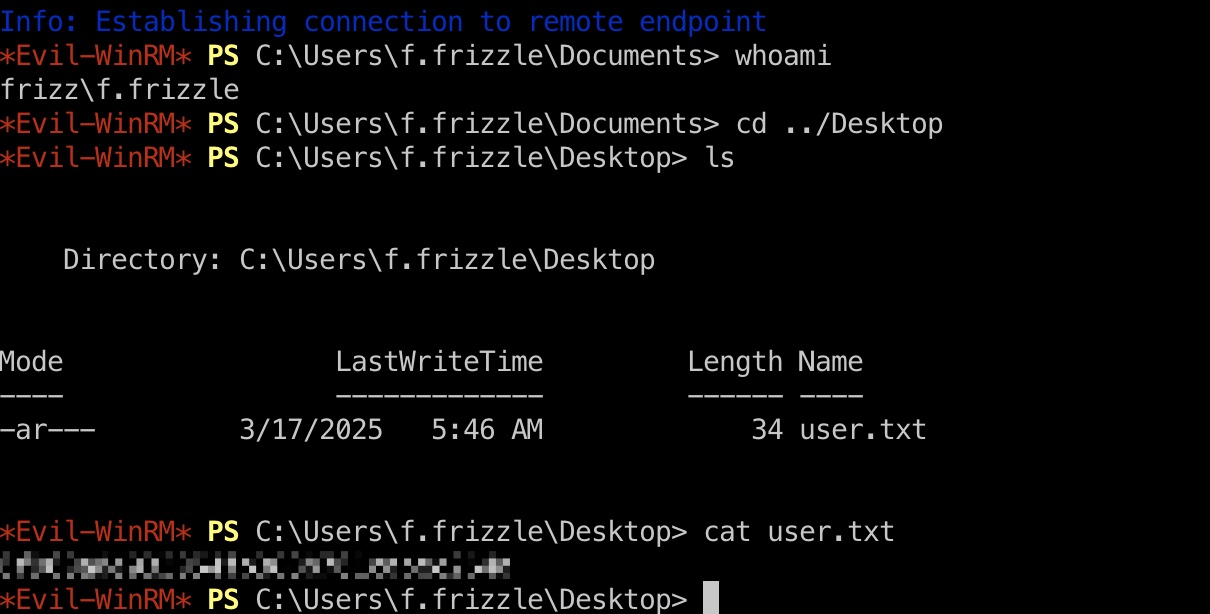 Info: Establishing connection to remote endpoint
*Evil-WinRM* PS C:\Users\f.frizzle\Documents> whoami
frizz\f.frizzle
*Evil-WinRM* PS C:\Users\f.frizzle\Documents> cd ../Desktop
*Evil-WinRM* PS C:\Users\f.frizzle\Desktop> ls
Directory: C:\Users\f.frizzle\Desktop
Mode LastWriteTime Length Name
---- ------------- ------ ----
-ar--- 3/17/2025 5:46 AM 34 user.txt
*Evil-WinRM* PS C:\Users\f.frizzle\Desktop> cat user.txt
*Evil-WinRM* PS C:\Users\f.frizzle\Desktop>